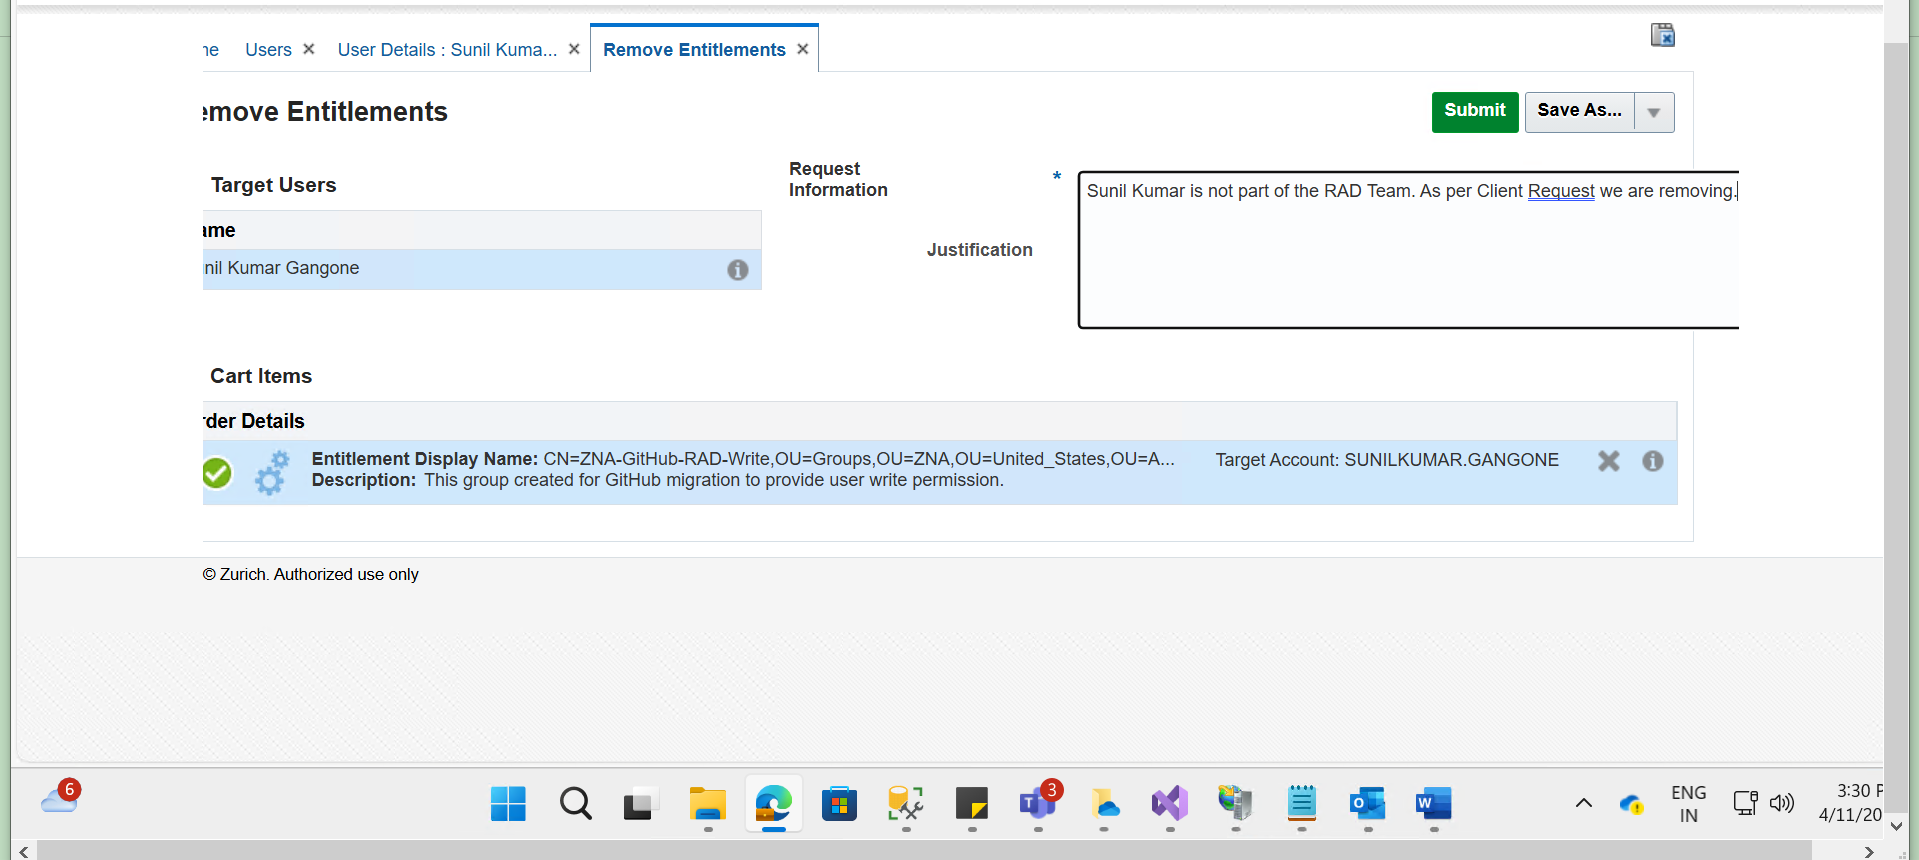 ne Users × User Details : Sunil Kuma... × Remove Entitlements ×
emove Entitlements
Submit Save As...
Request
Information
*
Sunil Kumar is not part of the RAD Team. As per Client Request we are removing.
Target Users
ame
Justification
nil Kumar Gangone
Cart Items
rder Details
Entitlement Display Name: CN=ZNA-GitHub-RAD-Write,OU=Groups,OU=ZNA,OU=United_States,OU=A... Target Account: SUNILKUMAR.GANGONE
Description: This group created for GitHub migration to provide user write permission.
© Zurich. Authorized use only
6
3
ENG
IN
3:30 P
4/11/20